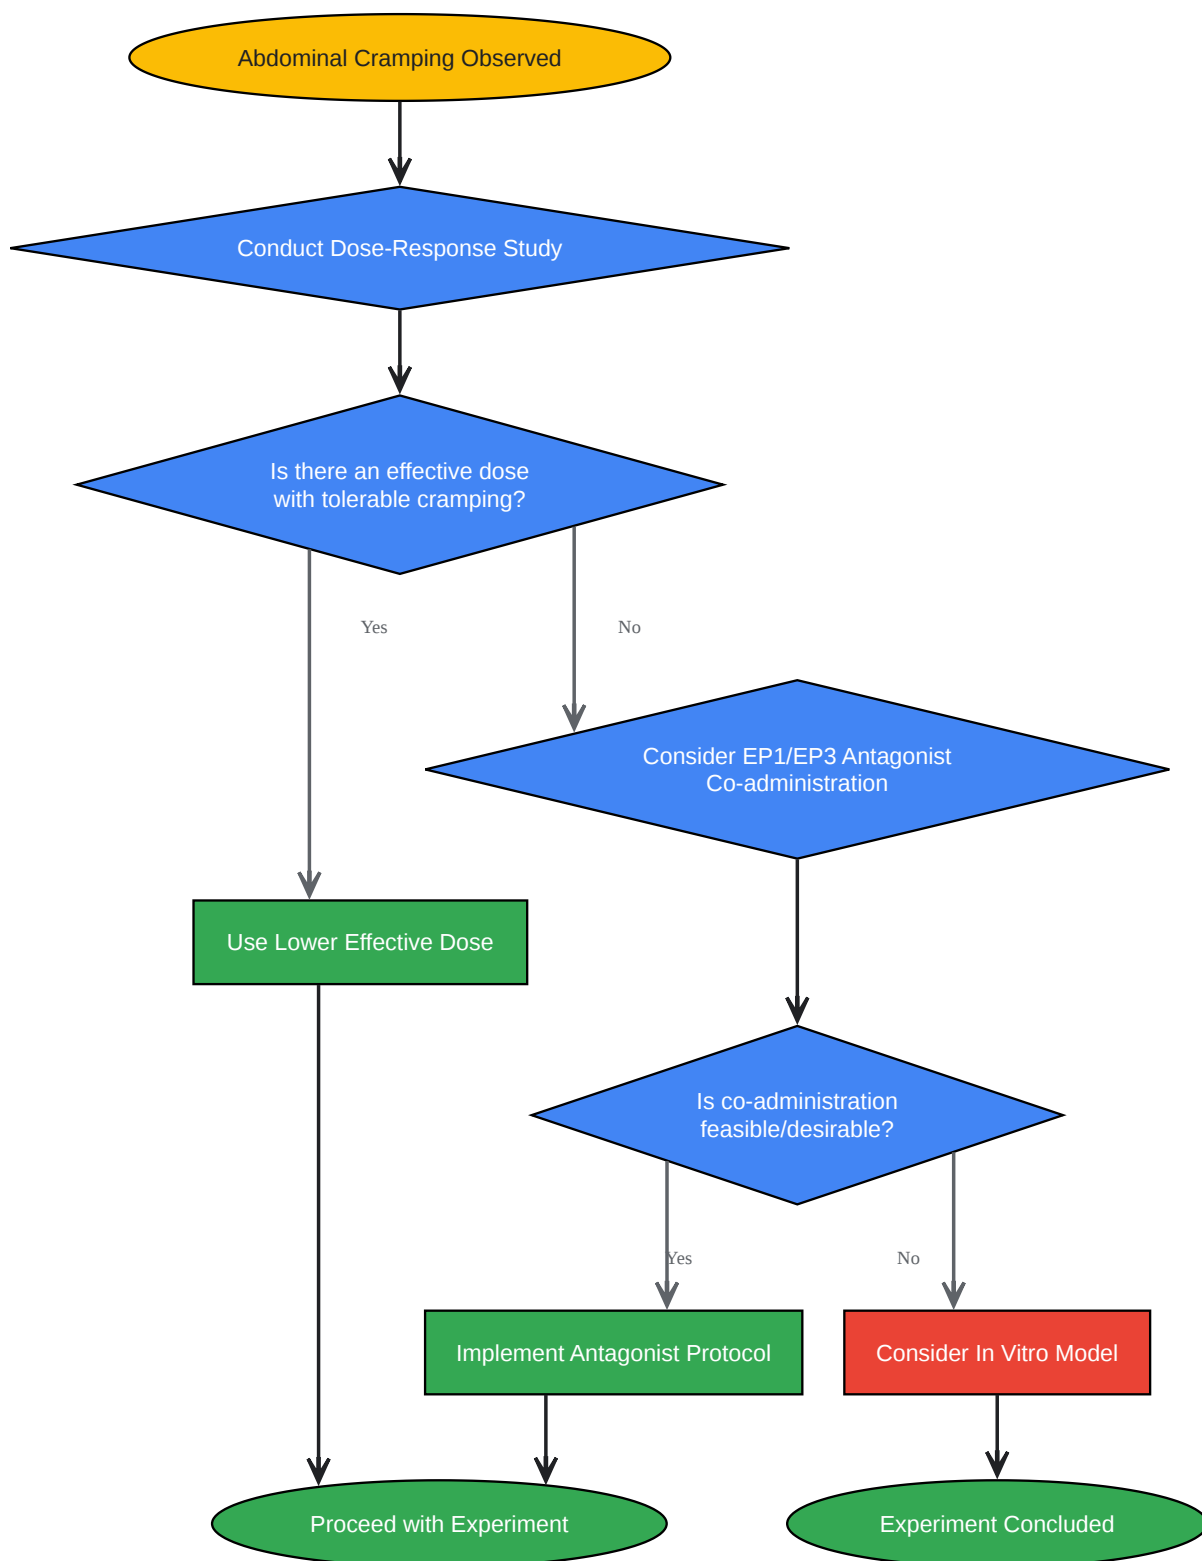 Abdominal Cramping Observed
Conduct Dose-Response Study
Is there an effective dose
with tolerable cramping?
Yes
No
Consider EP1/EP3 Antagonist
Co-administration
Use Lower Effective Dose
Is co-administration
feasible/desirable?
Yes
No
Implement Antagonist Protocol
Consider In Vitro Model
Proceed with Experiment
Experiment Concluded